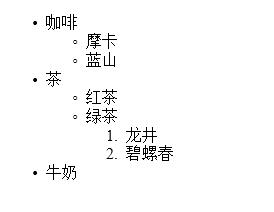 • 咖啡
◦ 摩卡
◦ 蓝山
• 茶
◦ 红茶
◦ 绿茶
1. 龙井
2. 碧螺春
• 牛奶